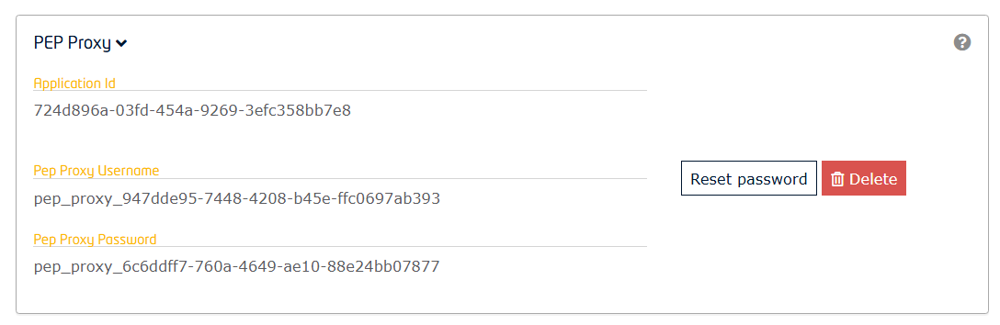 PEP Proxy
Application Id
724d896a-03fd-454a-9269-3efc358bb7e8
Pep Proxy Username
pep_proxy_947dde95-7448-4208-b45e-ffc0697ab393
Reset password
Delete
Pep Proxy Password
pep_proxy_6c6ddff7-760a-4649-ae10-88e24bb07877